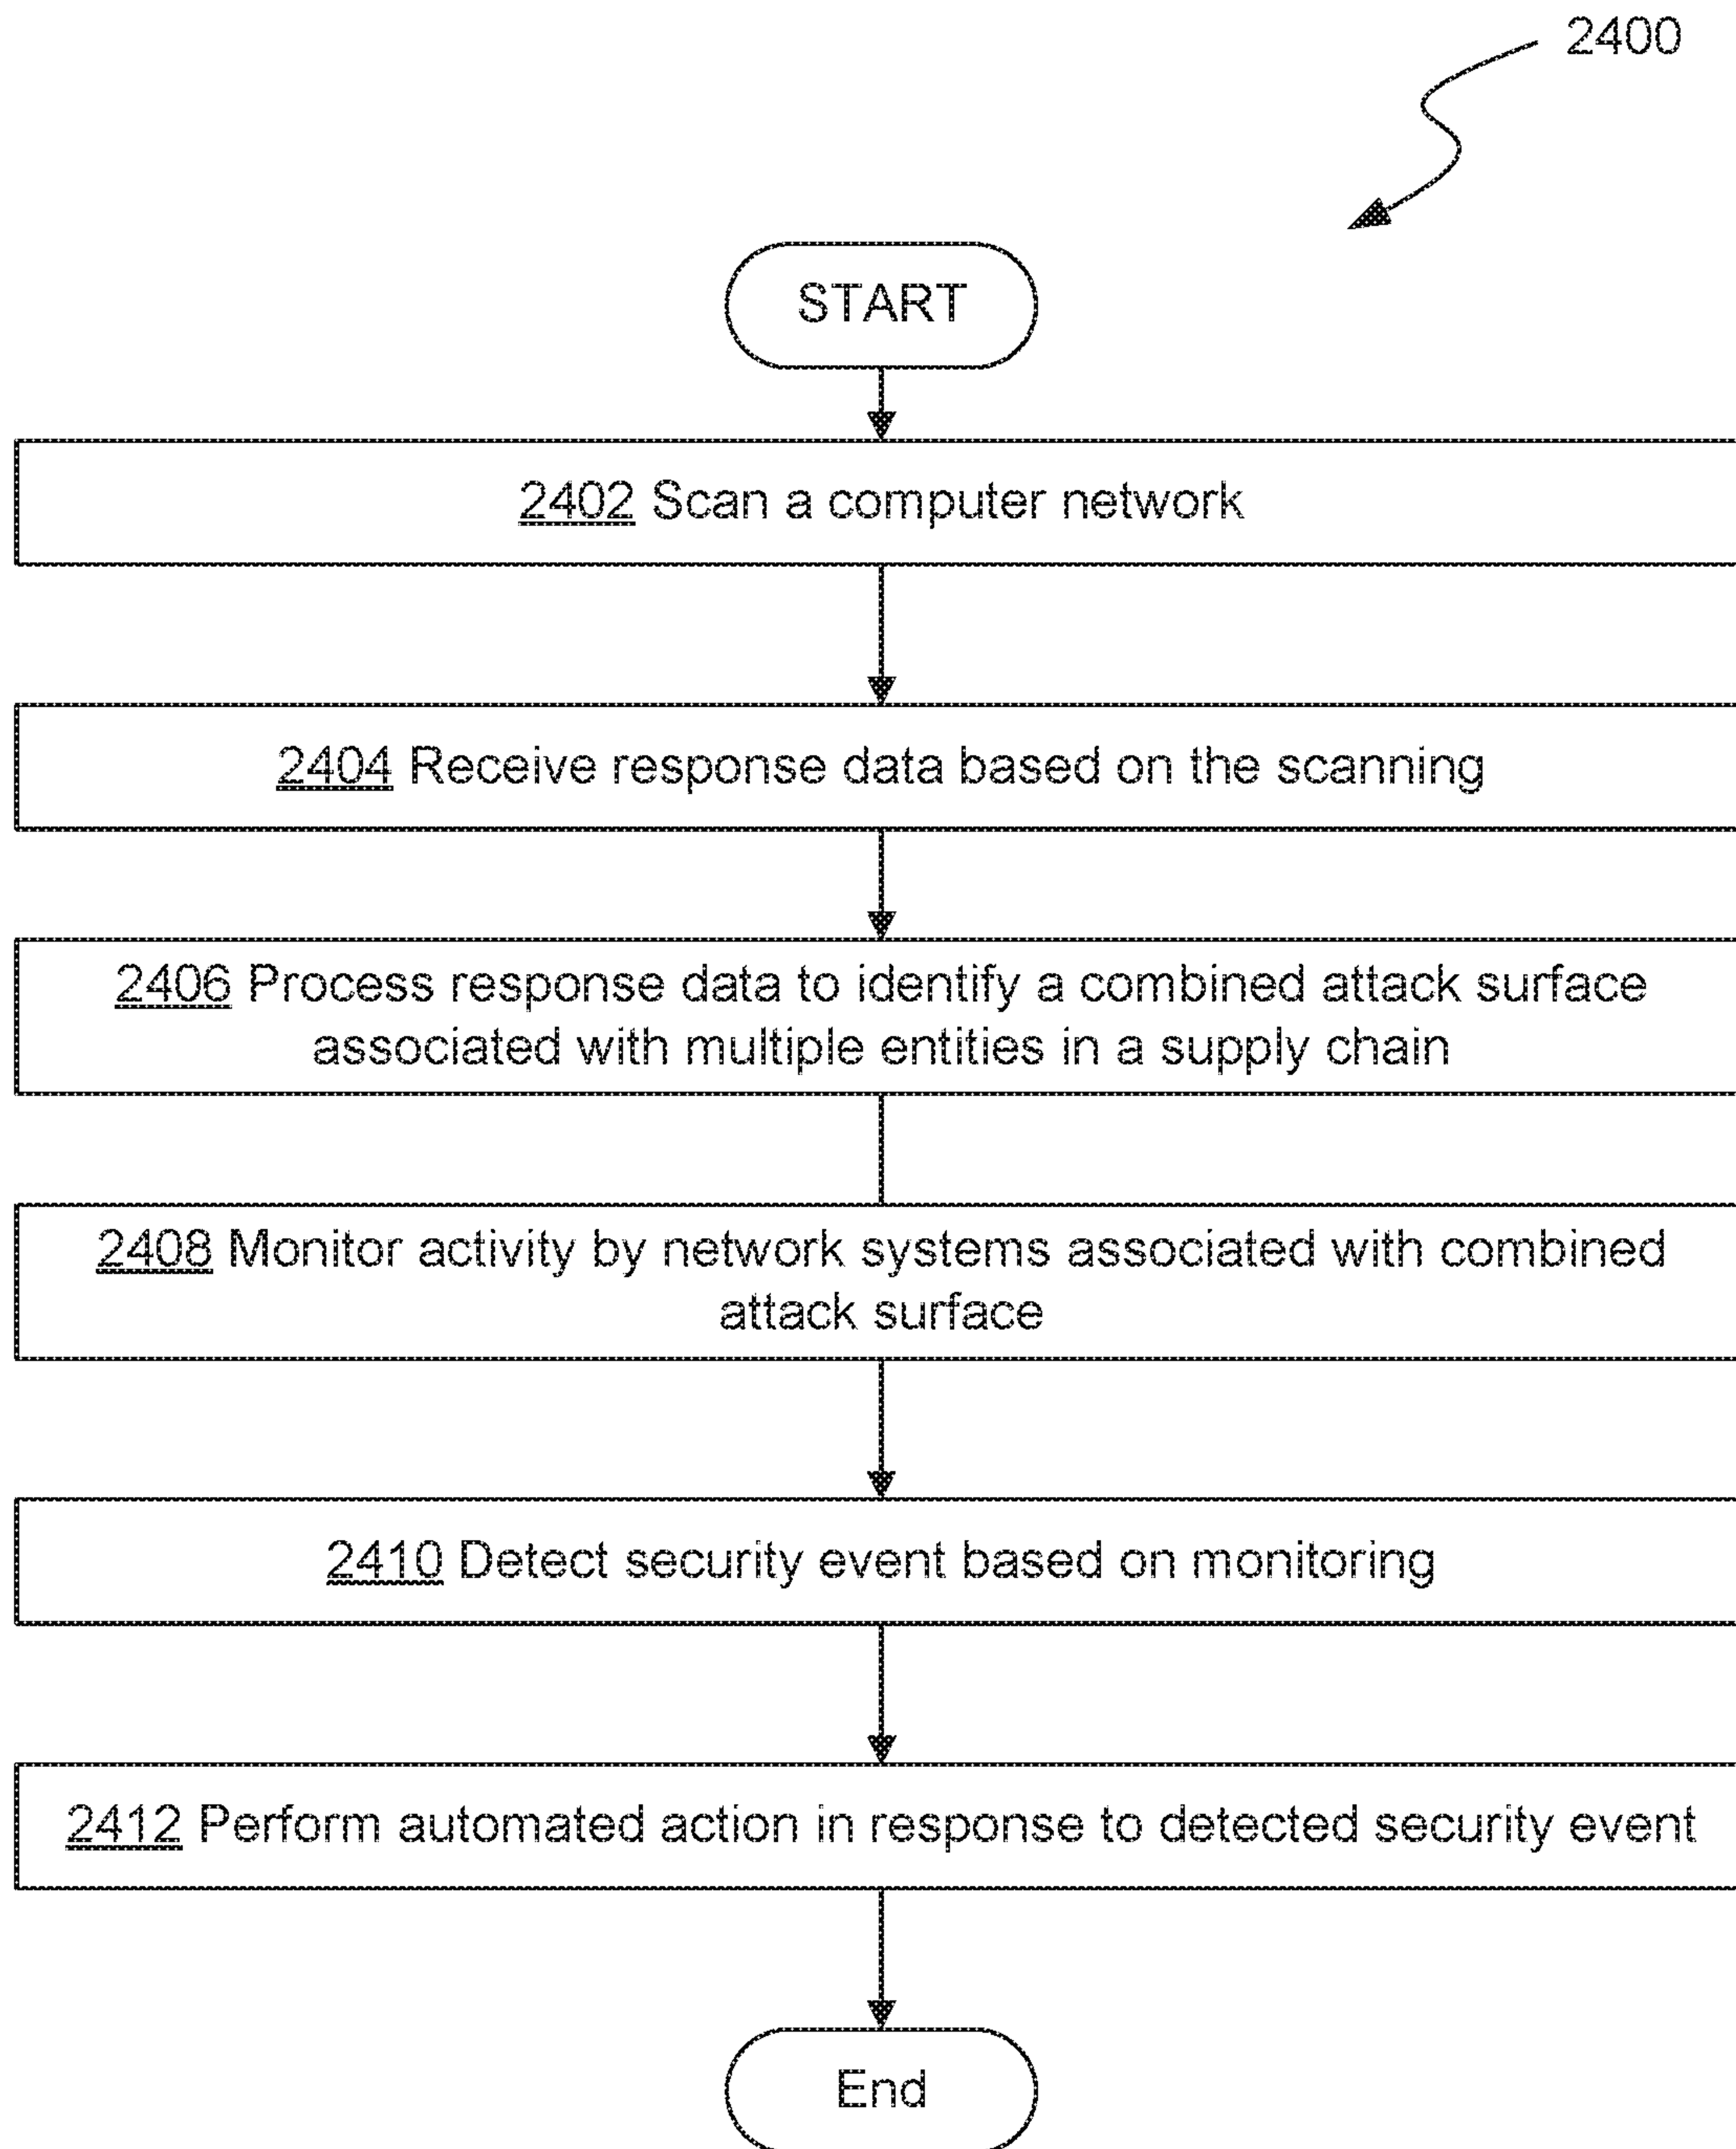 2400
START
2402 Scan a computer network
2404 Receive response data based on the scanning
2406 Process response data to identify a combined attack surface
associated with multiple entities in a supply chain
2408 Monitor activity by network systems associated with combined
attack surface
2410 Detect security event based on monitoring
2412 Perform automated action in response to detected security event
End